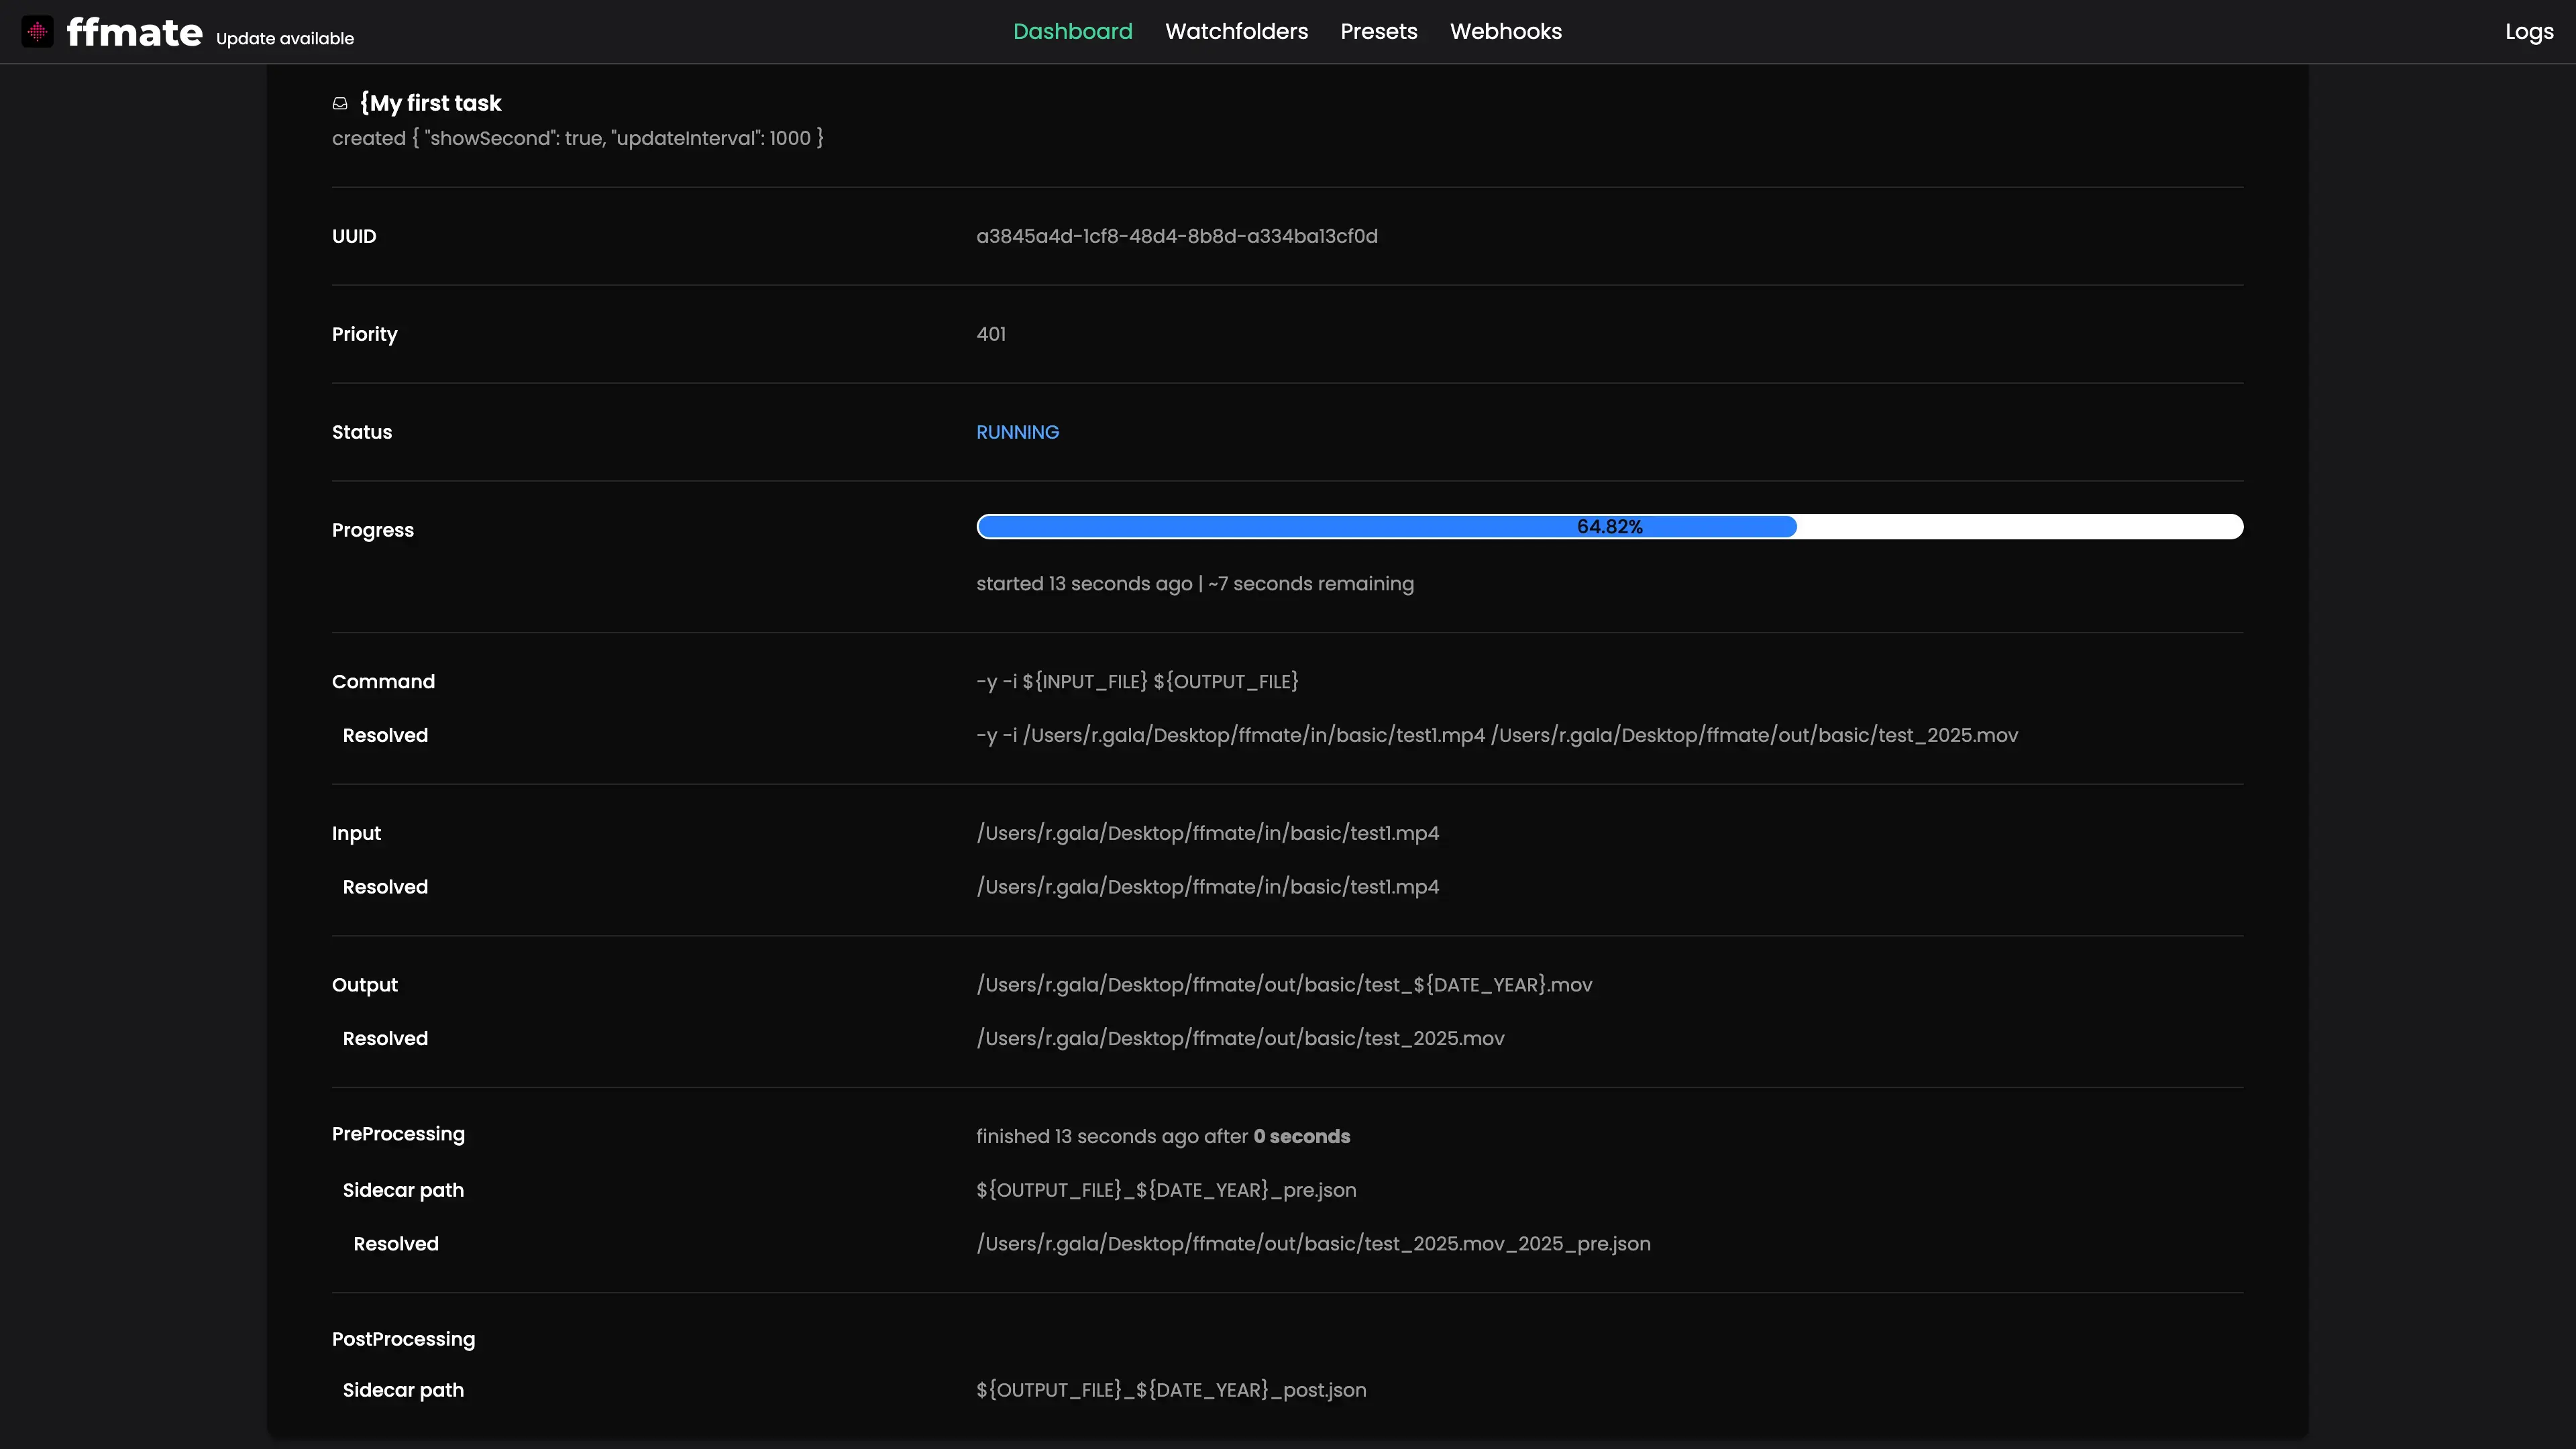 ffmate Update available Dashboard Watchfolders Presets Webhooks Logs
{My first task
created { "showSecond": true, "updateInterval": 1000 }
UUID a3845a4d-1cf8-48d4-8b8d-a334ba13cf0d
Priority 401
Status RUNNING
Progress 64.82%
started 13 seconds ago | ~7 seconds remaining
Command -y -i ${INPUT_FILE} ${OUTPUT_FILE}
Resolved -y -i /Users/r.gala/Desktop/ffmate/in/basic/test1.mp4 /Users/r.gala/Desktop/ffmate/out/basic/test_2025.mov
Input /Users/r.gala/Desktop/ffmate/in/basic/test1.mp4
Resolved /Users/r.gala/Desktop/ffmate/in/basic/test1.mp4
Output /Users/r.gala/Desktop/ffmate/out/basic/test_${DATE_YEAR}.mov
Resolved /Users/r.gala/Desktop/ffmate/out/basic/test_2025.mov
PreProcessing finished 13 seconds ago after 0 seconds
Sidecar path ${OUTPUT_FILE}_${DATE_YEAR}_pre.json
Resolved /Users/r.gala/Desktop/ffmate/out/basic/test_2025.mov_2025_pre.json
PostProcessing
Sidecar path ${OUTPUT_FILE}_${DATE_YEAR}_post.json